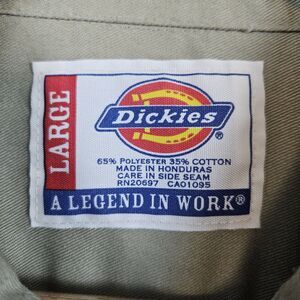 LARGE
Dickies®
65% POLYESTER 35% COTTON
MADE IN HONDURAS
CARE IN SIDE SEAM
RN20697 CA01095
A LEGEND IN WORK®